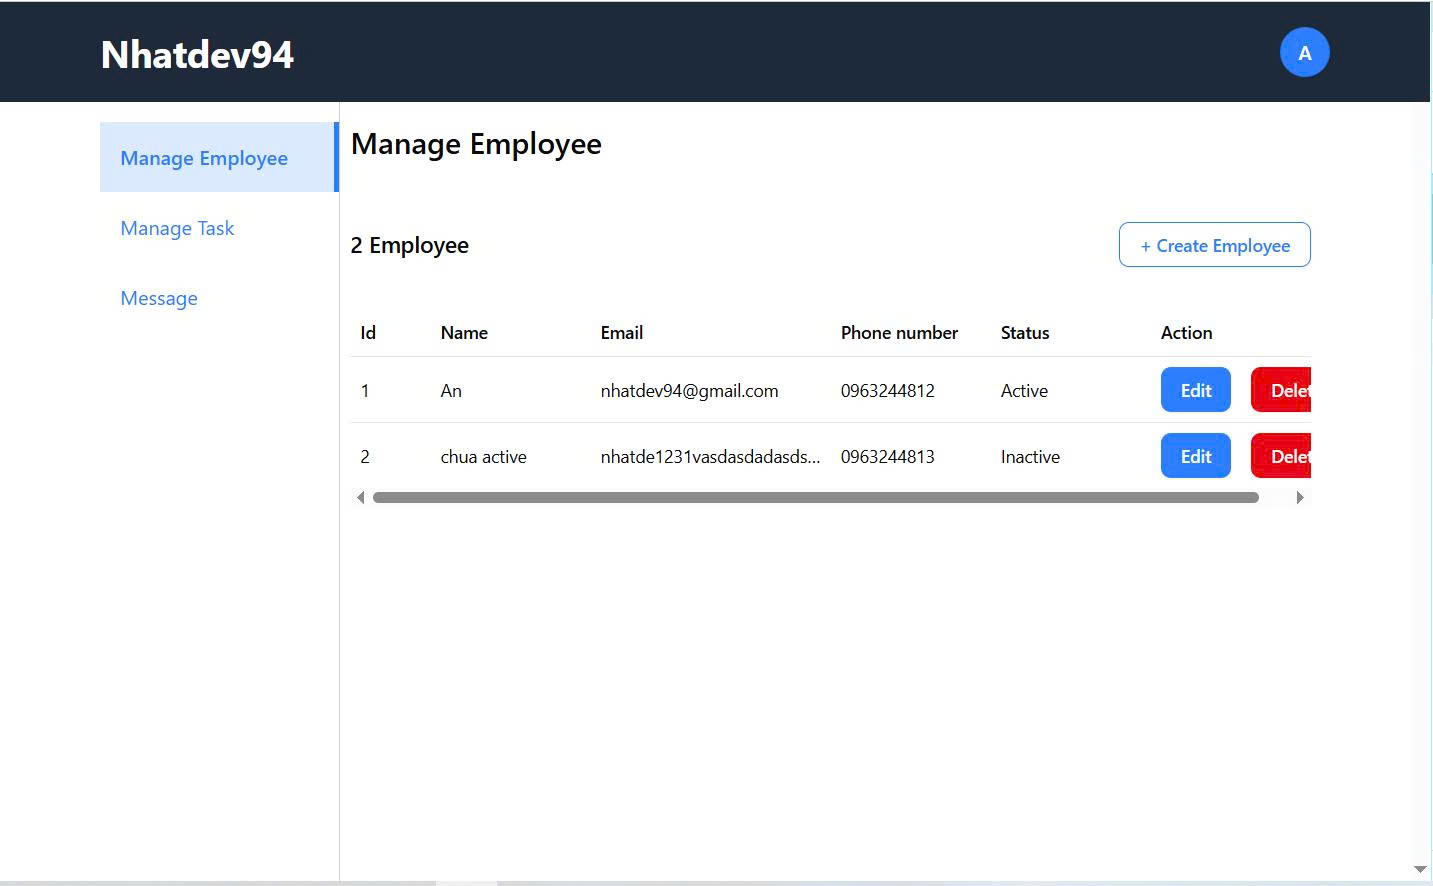 Nhatdev94
A
Manage Employee
Manage Task
Message
Manage Employee
2 Employee
+ Create Employee
Id Name Email Phone number Status Action
1 An nhatdev94@gmail.com 0963244812 Active Edit Delet
2 chua active nhatde1231vasdasdadasds... 0963244813 Inactive Edit Delet